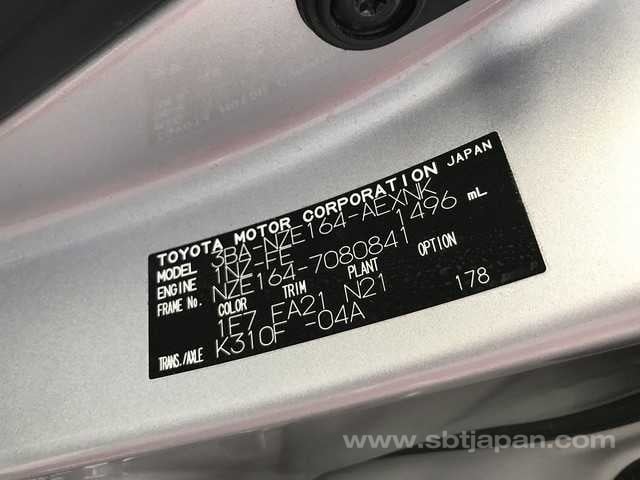 TOYOTA MOTOR CORPORATION JAPAN
MODEL 3BA-NZE164-AEXNK
ENGINE 1NZ-FE 1496 mL
FRAME No. NZE164-7080841
COLOR TRIM PLANT OPTION
1E7 FA21 N21 178
TRANS./AXLE K310F -04A
www.sbtjapan.com